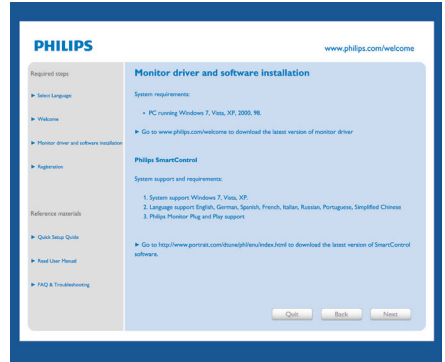 PHILIPS
www.philips.com/welcome
Required steps
► Select Language
► Welcome
► Monitor driver and software installation
► Registration
Reference materials
► Quick Setup Guide
► Read User Manual
► FAQ & Troubleshooting
Monitor driver and software installation
System requirements:
• PC running Windows 7, Vista, XP, 2000, 98.
► Go to www.philips.com/welcome to download the latest version of monitor driver
Philips SmartControl
System support and requirements:
1. System support Windows 7, Vista, XP.
2. Language support English, German, Spanish, French, Italian, Russian, Portuguese, Simplified Chinese
3. Philips Monitor Plug and Play support
► Go to http://www.portrait.com/dtune/phl/enu/index.html to download the latest version of SmartControl
software.
Quit
Back
Next